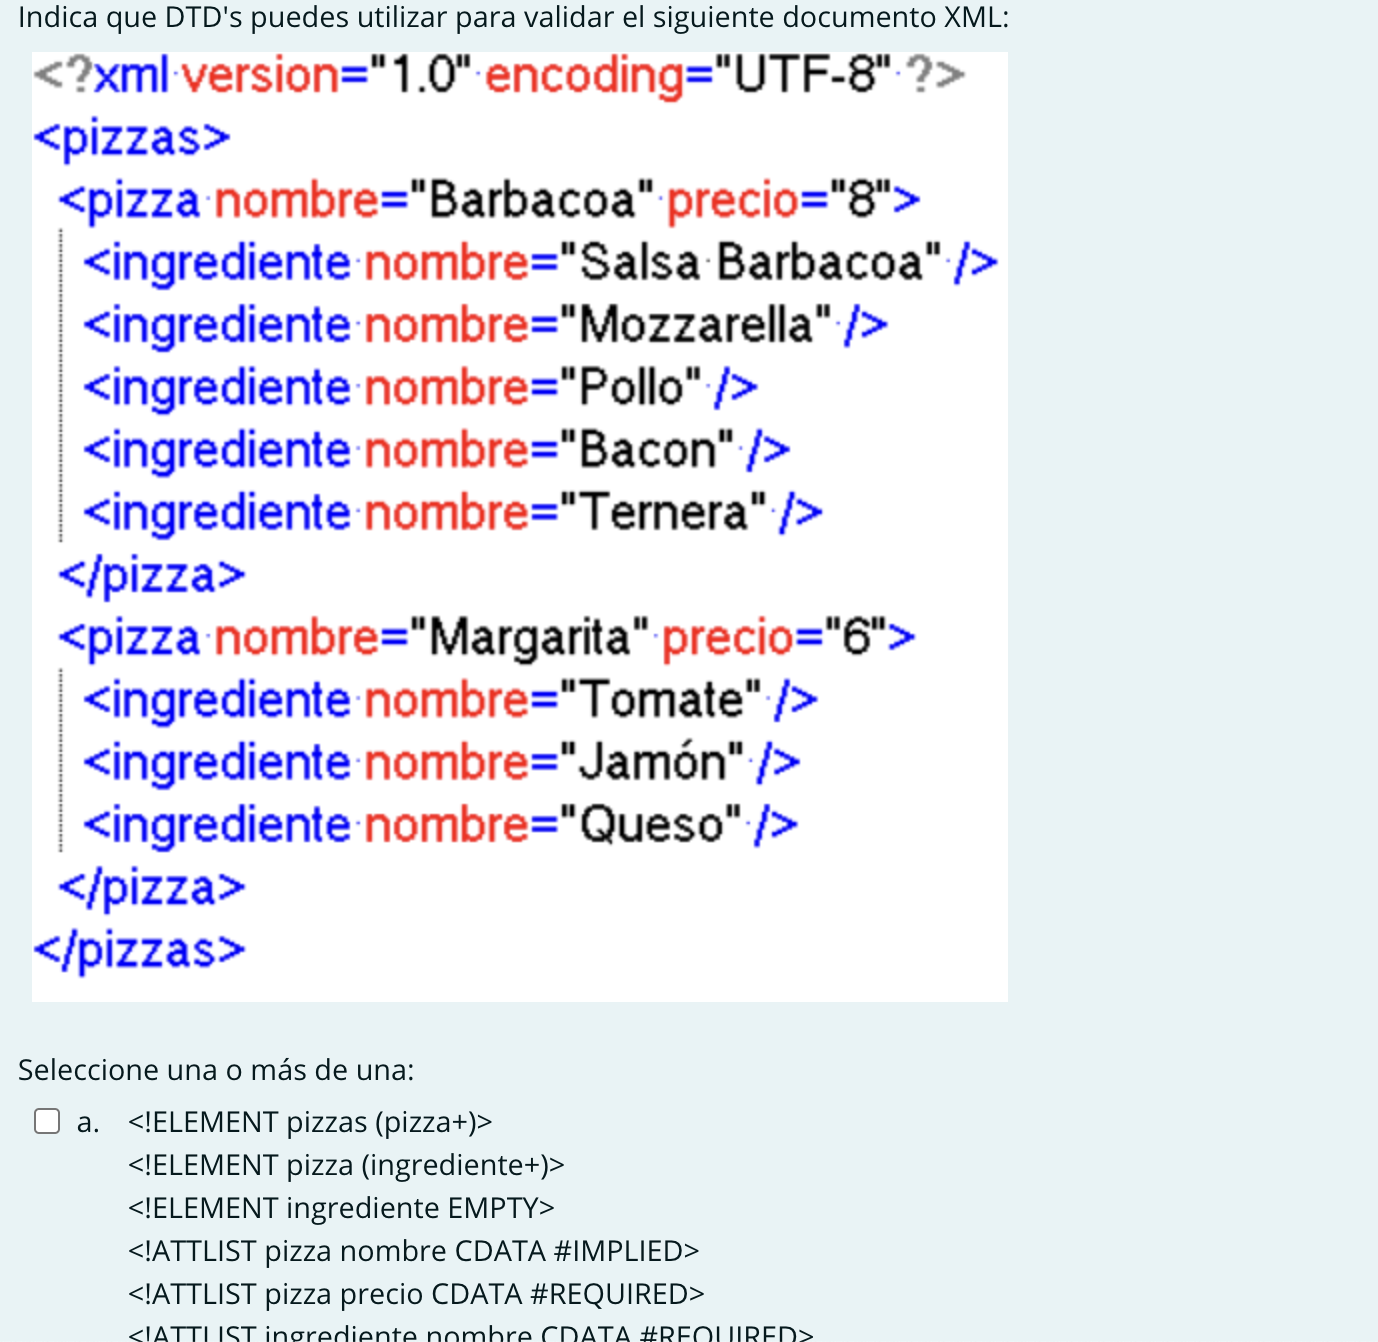 Indica que DTD's puedes utilizar para validar el siguiente documento XML:
<?xml version="1.0" encoding="UTF-8" ?>
<pizzas>
<pizza nombre="Barbacoa" precio="8">
<ingrediente nombre="Salsa Barbacoa" />
<ingrediente nombre="Mozzarella" />
<ingrediente nombre="Pollo" />
<ingrediente nombre="Bacon" />
<ingrediente nombre="Ternera" />
</pizza>
<pizza nombre="Margarita" precio="6">
<ingrediente nombre="Tomate" />
<ingrediente nombre="Jamón" />
<ingrediente nombre="Queso" />
</pizza>
</pizzas>
Seleccione una o más de una:
a. <!ELEMENT pizzas (pizza+)>
<!ELEMENT pizza (ingrediente+)>
<!ELEMENT ingrediente EMPTY>
<!ATTLIST pizza nombre CDATA #IMPLIED>
<!ATTLIST pizza precio CDATA #REQUIRED>
<!ATTLIST ingrediente nombre CDATA #REQUIRED>